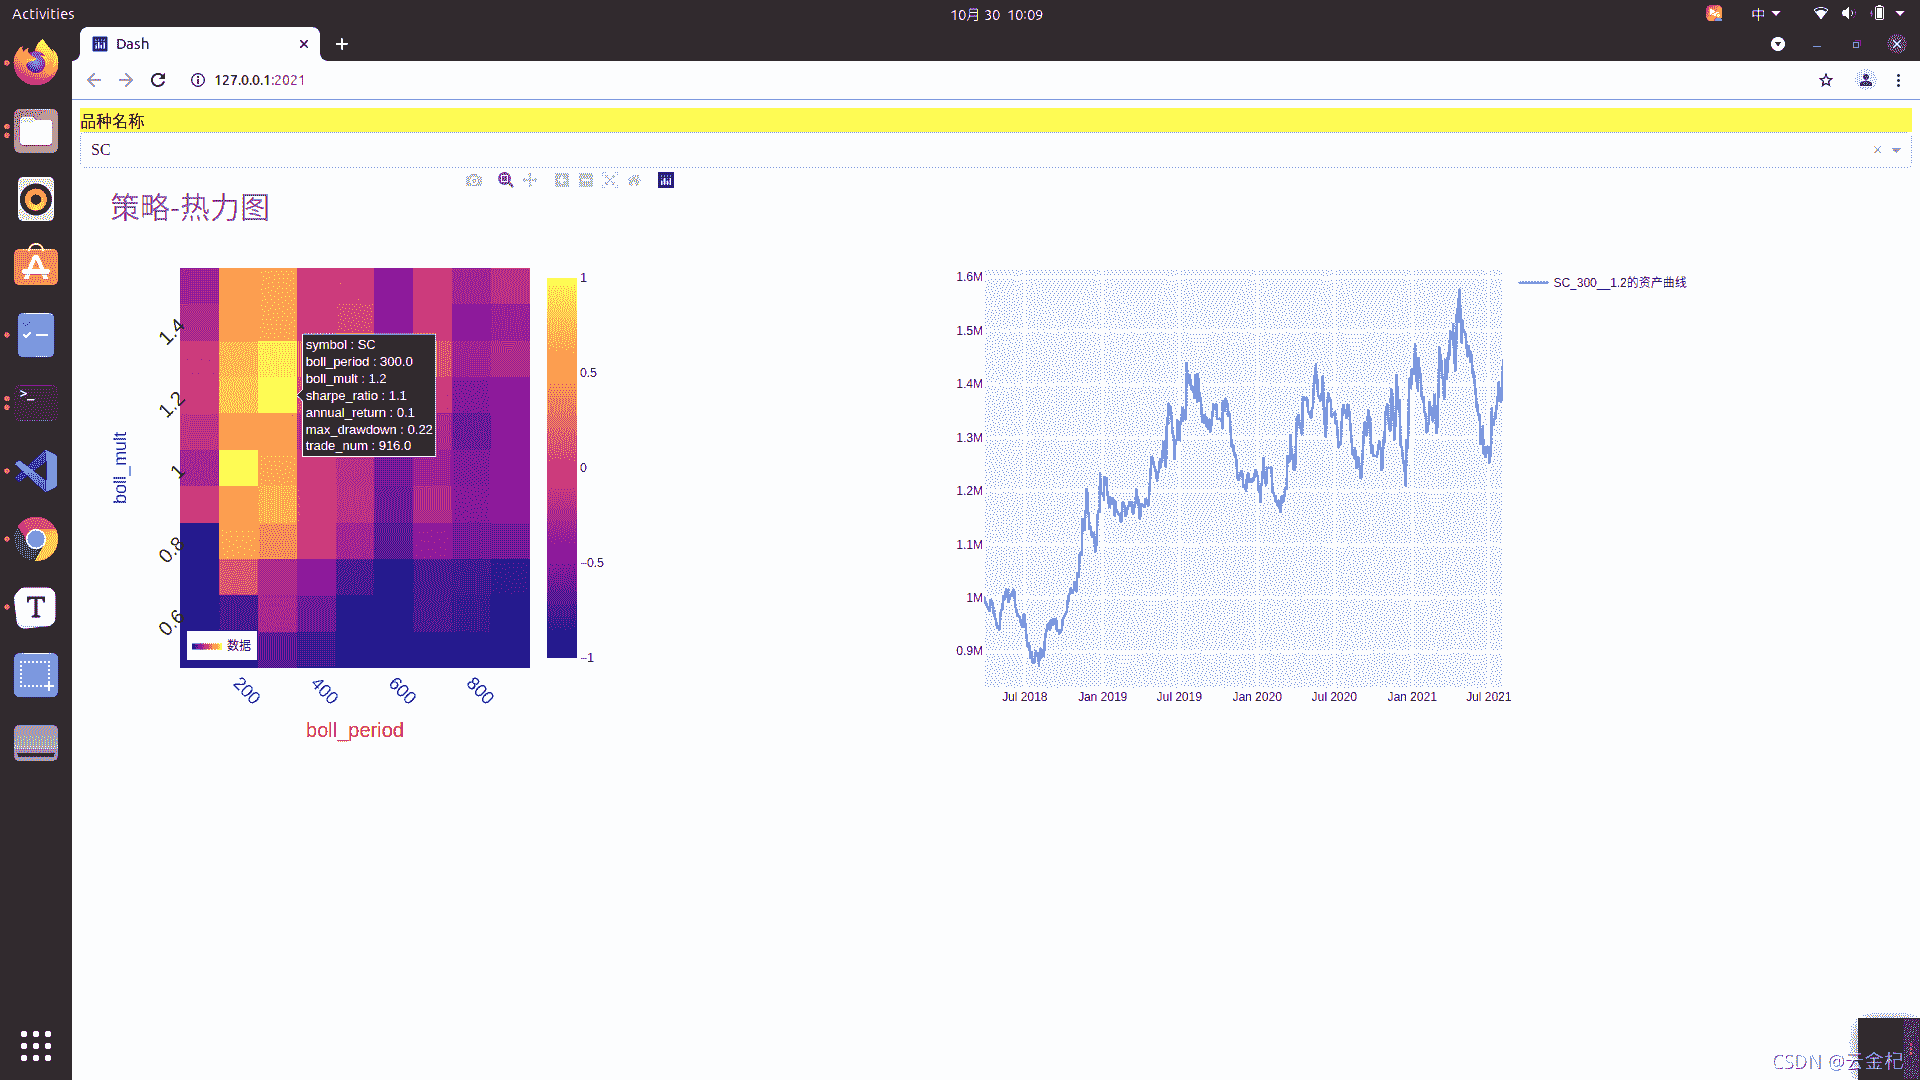 Activities
10月 30 10:09
中
Dash
127.0.0.1:2021
品种名称
SC
策略-热力图
symbol : SC
boll_period : 300.0
boll_mult : 1.2
sharpe_ratio : 1.1
annual_return : 0.1
max_drawdown : 0.22
trade_num : 916.0
boll_mult
1.4
1.2
1
0.8
0.6
数据
200
400
600
800
boll_period
1
0.5
0
−0.5
−1
1.6M
1.5M
1.4M
1.3M
1.2M
1.1M
1M
0.9M
Jul 2018
Jan 2019
Jul 2019
Jan 2020
Jul 2020
Jan 2021
Jul 2021
SC_300__1.2的资产曲线
CSDN @云金杞